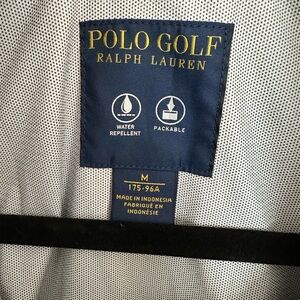 POLO GOLF
RALPH LAUREN
WATER
REPELLENT
PACKABLE
M
175-96A
MADE IN INDONESIA
FABRIQUÉ EN
INDONÉSIE